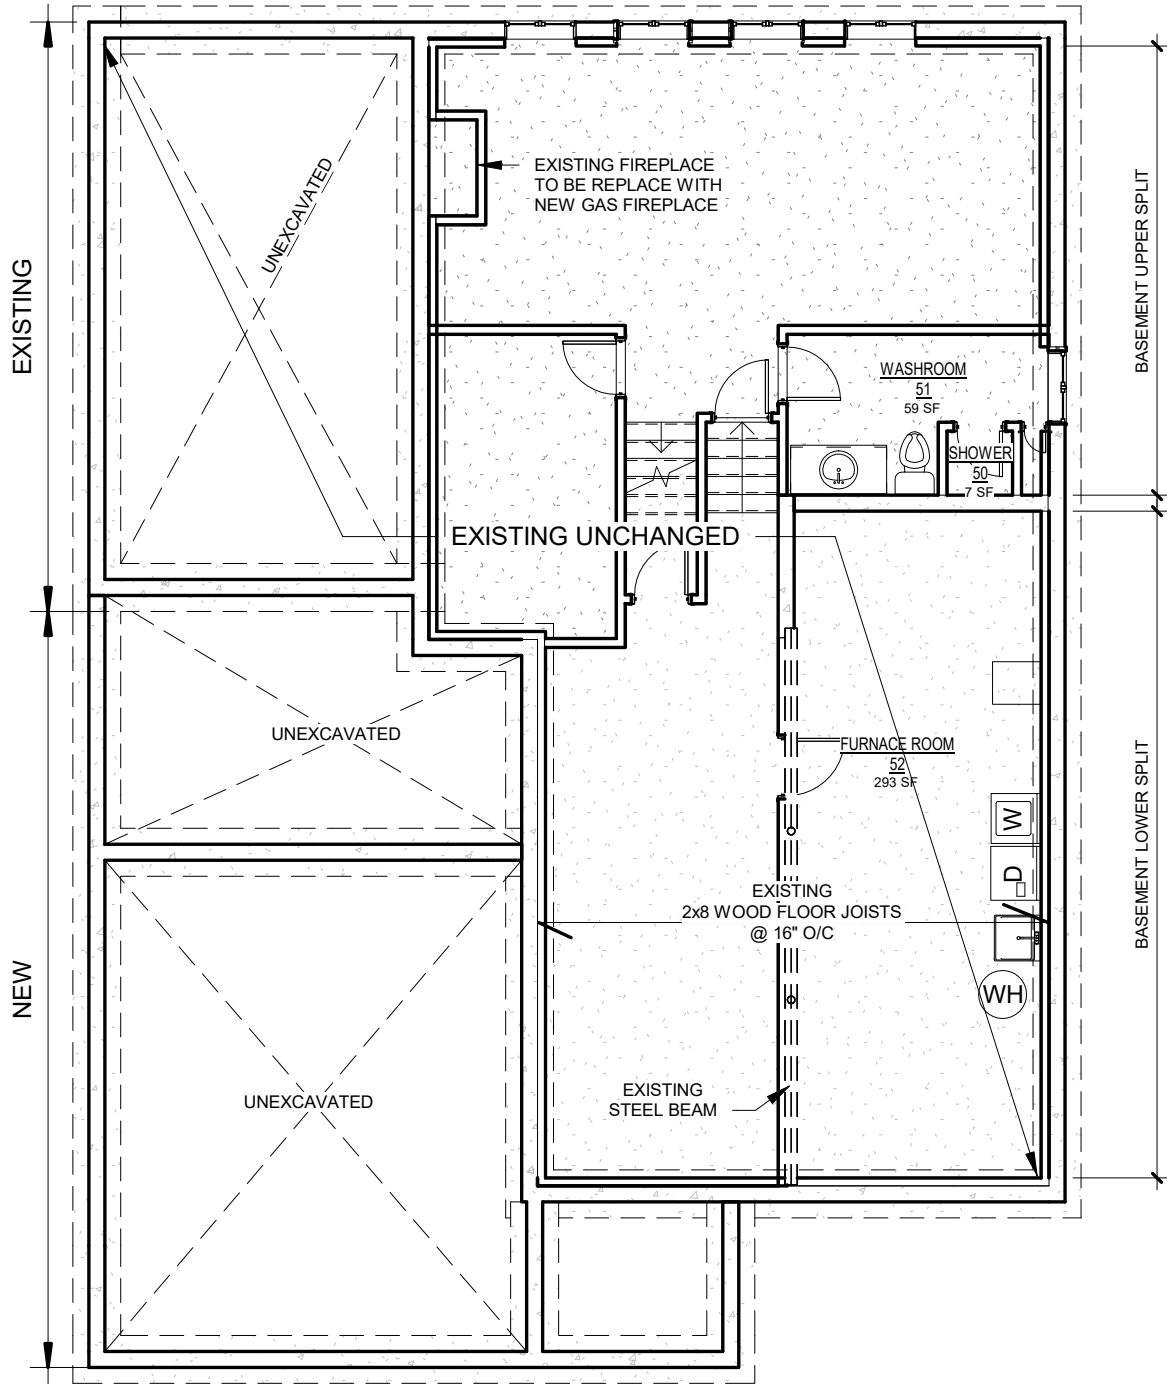 EXISTING FIREPLACE
TO BE REPLACE WITH
NEW GAS FIREPLACE
UNEXCAVATED
EXISTING
BASEMENT UPPER SPLIT
WASHROOM
51
59 SF
SHOWER
50
7 SF
EXISTING UNCHANGED
UNEXCAVATED
FURNACE ROOM
52
293 SF
W
D
BASEMENT LOWER SPLIT
EXISTING
2x8 WOOD FLOOR JOISTS
@ 16" O/C
NEW
WH
UNEXCAVATED
EXISTING
STEEL BEAM